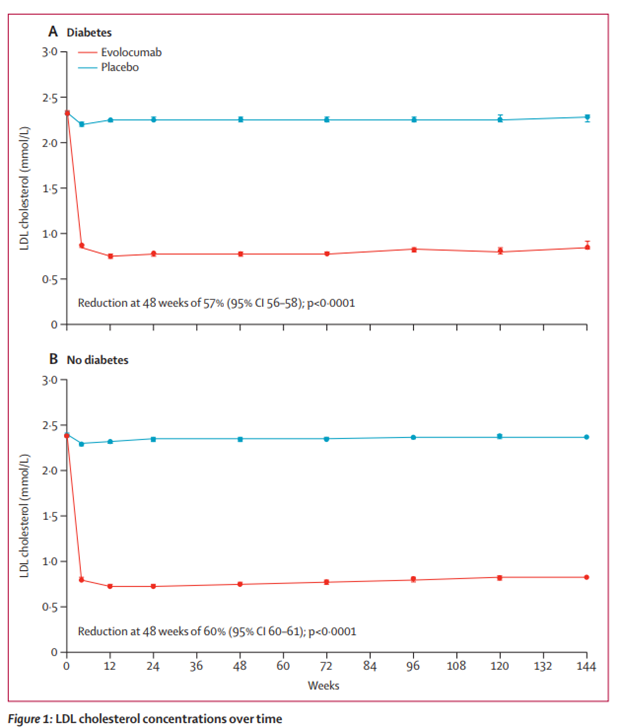 A Diabetes
3·0
Evolocumab
Placebo
2·5
2·0
1·5
1·0
0·5
0
LDL cholesterol (mmol/L)
Reduction at 48 weeks of 57% (95% CI 56–58); p<0·0001
B No diabetes
3·0
2·5
2·0
1·5
1·0
0·5
0
LDL cholesterol (mmol/L)
Reduction at 48 weeks of 60% (95% CI 60–61); p<0·0001
0 12 24 36 48 60 72 84 96 108 120 132 144
Weeks
Figure 1: LDL cholesterol concentrations over time